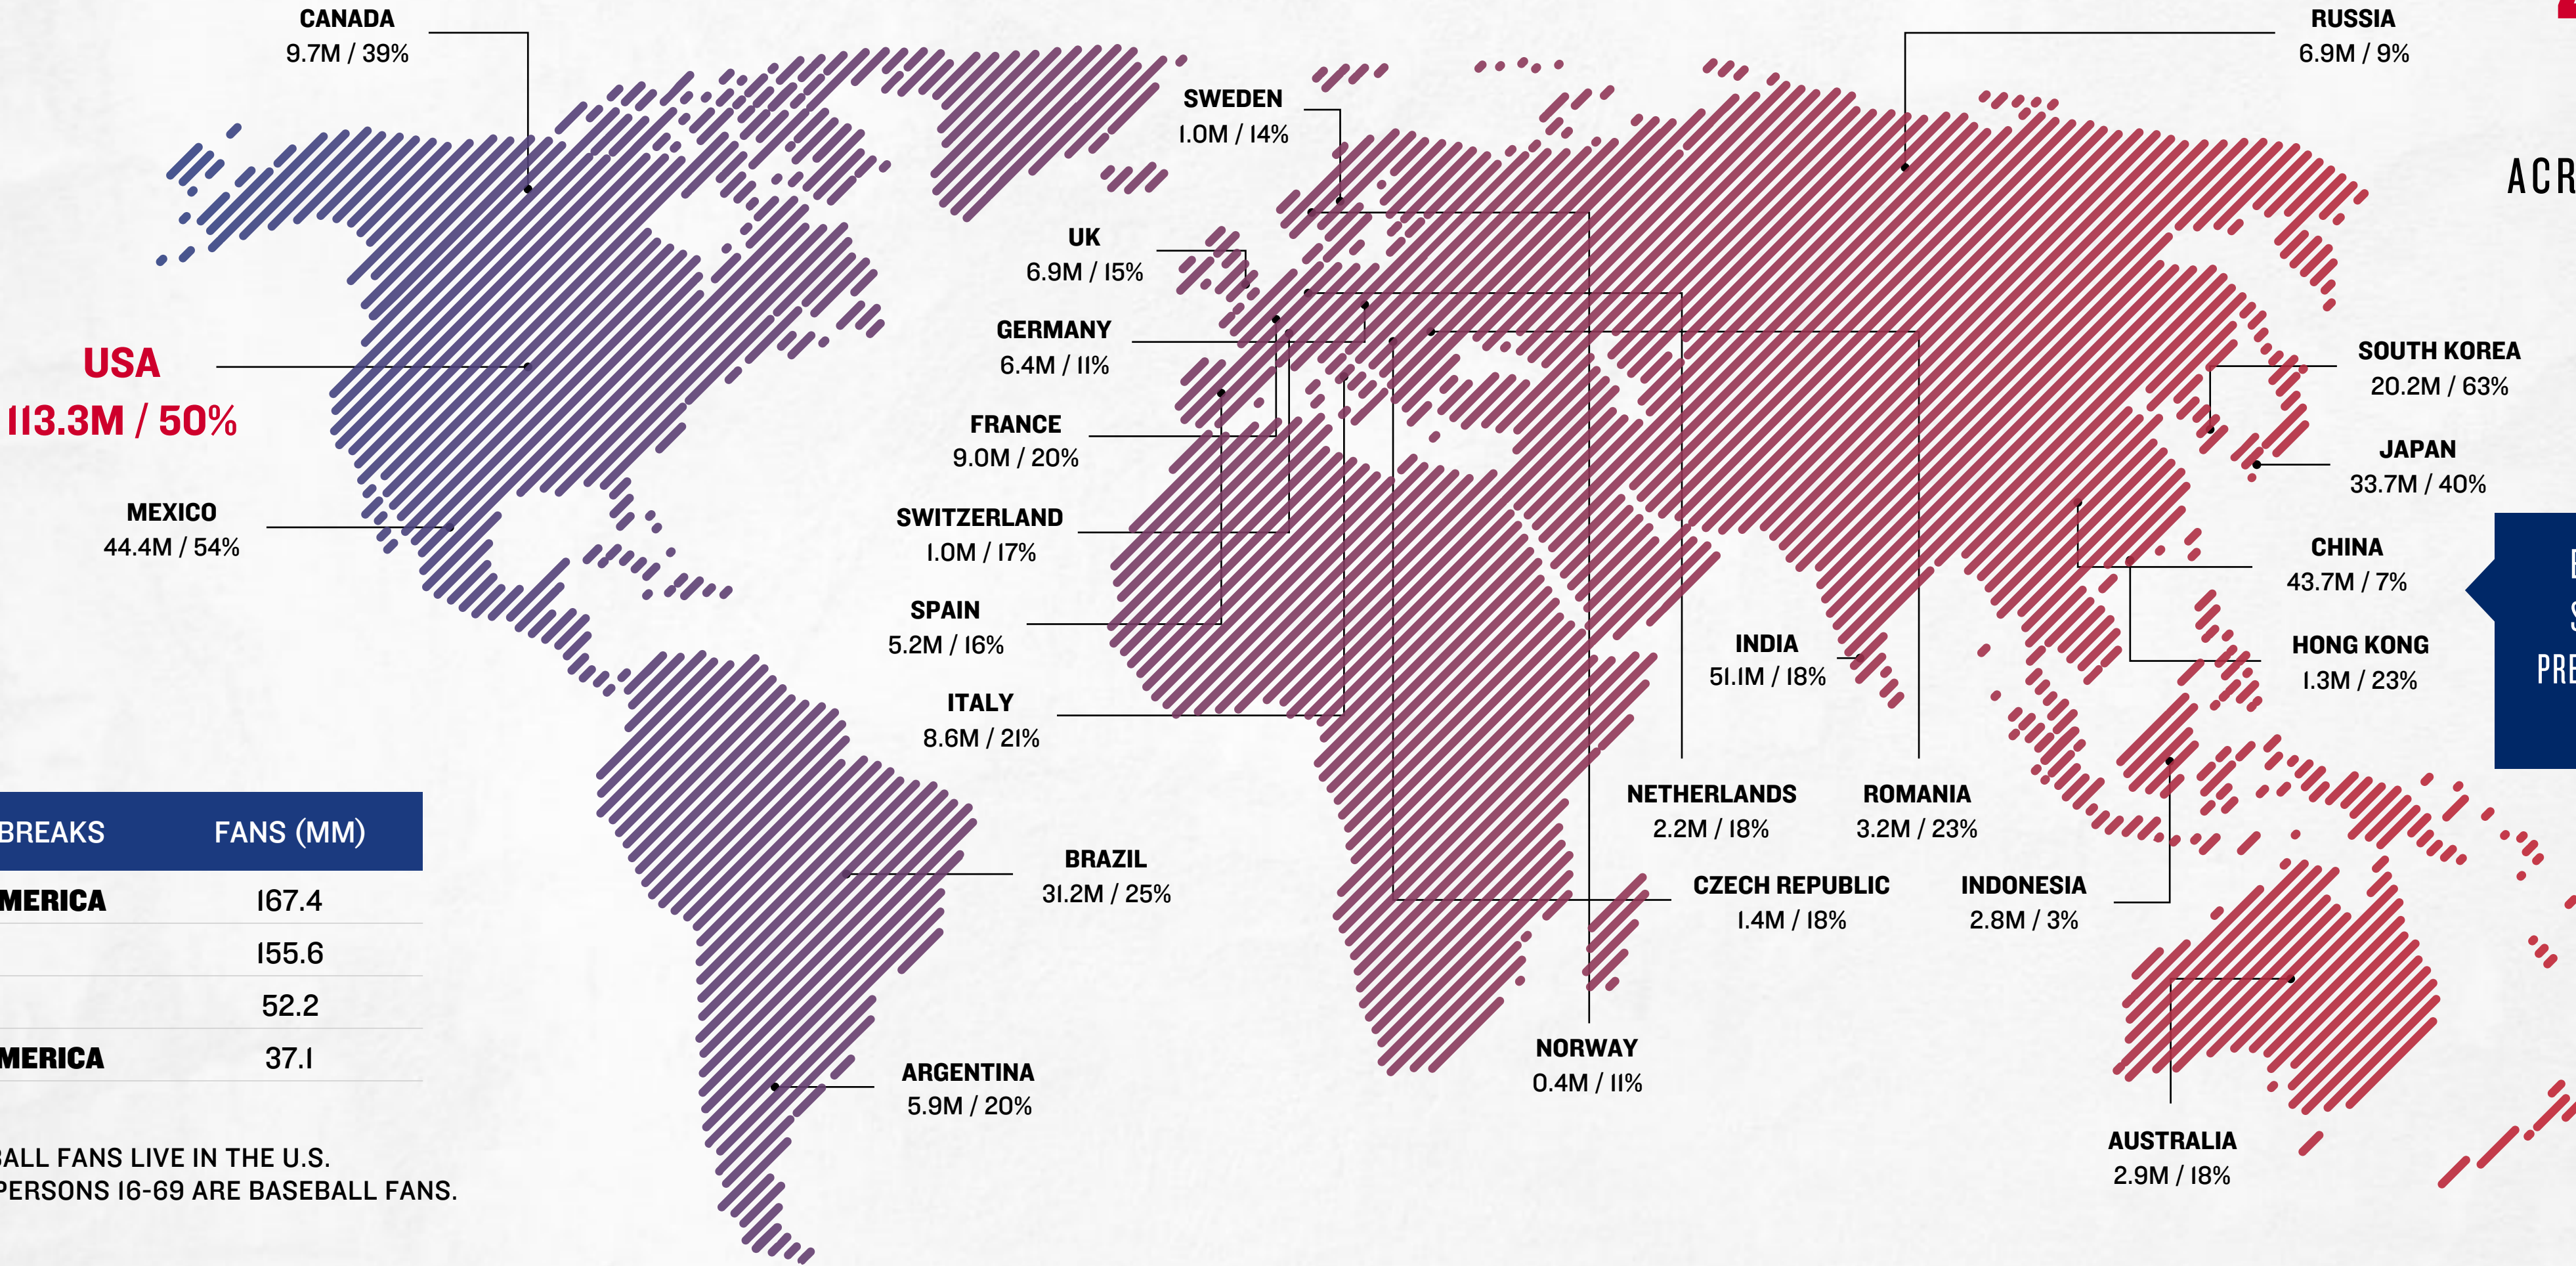 CANADA
9.7M / 39%
RUSSIA
6.9M / 9%
SWEDEN
1.0M / 14%
ACR
UK
6.9M / 15%
GERMANY
6.4M / 11%
USA
113.3M / 50%
SOUTH KOREA
20.2M / 63%
FRANCE
9.0M / 20%
JAPAN
33.7M / 40%
MEXICO
44.4M / 54%
SWITZERLAND
1.0M / 17%
CHINA
43.7M / 7%
SPAIN
5.2M / 16%
INDIA
51.1M / 18%
HONG KONG
1.3M / 23%
PRE
ITALY
8.6M / 21%
NETHERLANDS
2.2M / 18%
ROMANIA
3.2M / 23%
BREAKS FANS (MM)
MERICA 167.4
155.6
52.2
MERICA 37.1
BRAZIL
31.2M / 25%
CZECH REPUBLIC
1.4M / 18%
INDONESIA
2.8M / 3%
NORWAY
0.4M / 11%
ARGENTINA
5.9M / 20%
AUSTRALIA
2.9M / 18%
BALL FANS LIVE IN THE U.S.
PERSONS 16-69 ARE BASEBALL FANS.